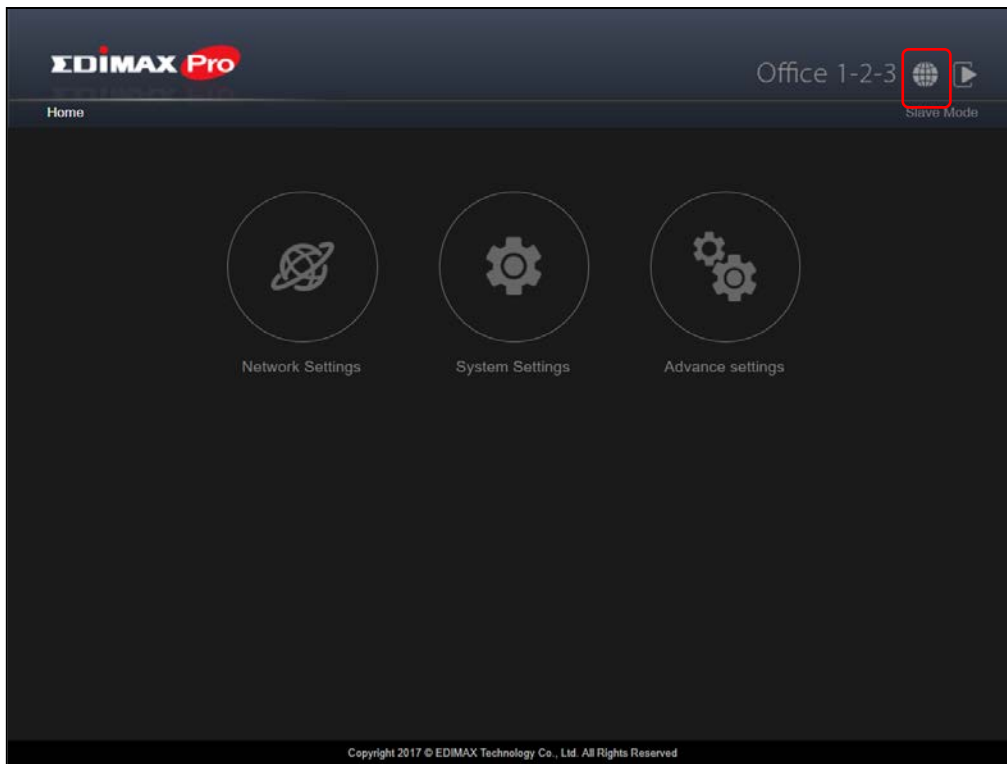 EDIMAX Pro
Office 1-2-3
Home
Slave Mode
Network Settings
System Settings
Advance settings
Copyright 2017 © EDIMAX Technology Co., Ltd. All Rights Reserved